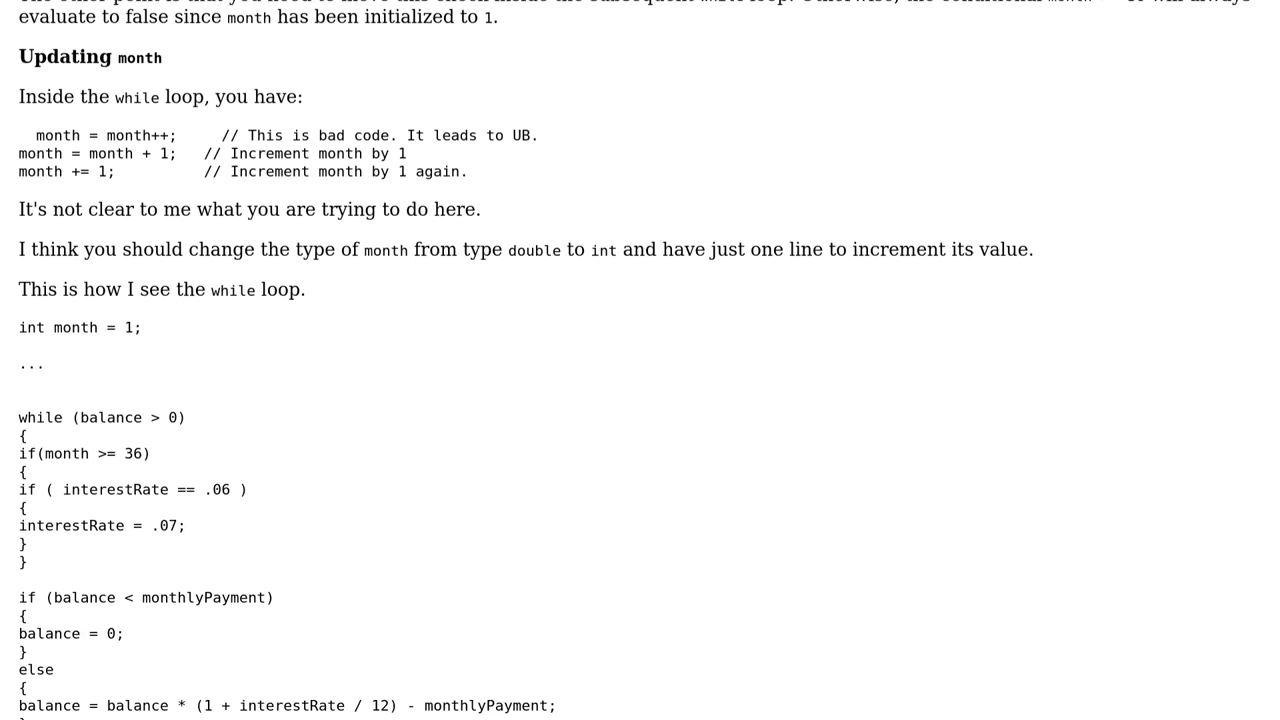 evaluate to false since month has been initialized to 1.
Updating month
Inside the while loop, you have:
month = month++; // This is bad code. It leads to UB.
month = month + 1; // Increment month by 1
month += 1; // Increment month by 1 again.
It's not clear to me what you are trying to do here.
I think you should change the type of month from type double to int and have just one line to increment its value.
This is how I see the while loop.
int month = 1;
...
while (balance > 0)
{
if(month >= 36)
{
if ( interestRate == .06 )
{
interestRate = .07;
}
}
if (balance < monthlyPayment)
{
balance = 0;
}
else
{
balance = balance * (1 + interestRate / 12) - monthlyPayment;